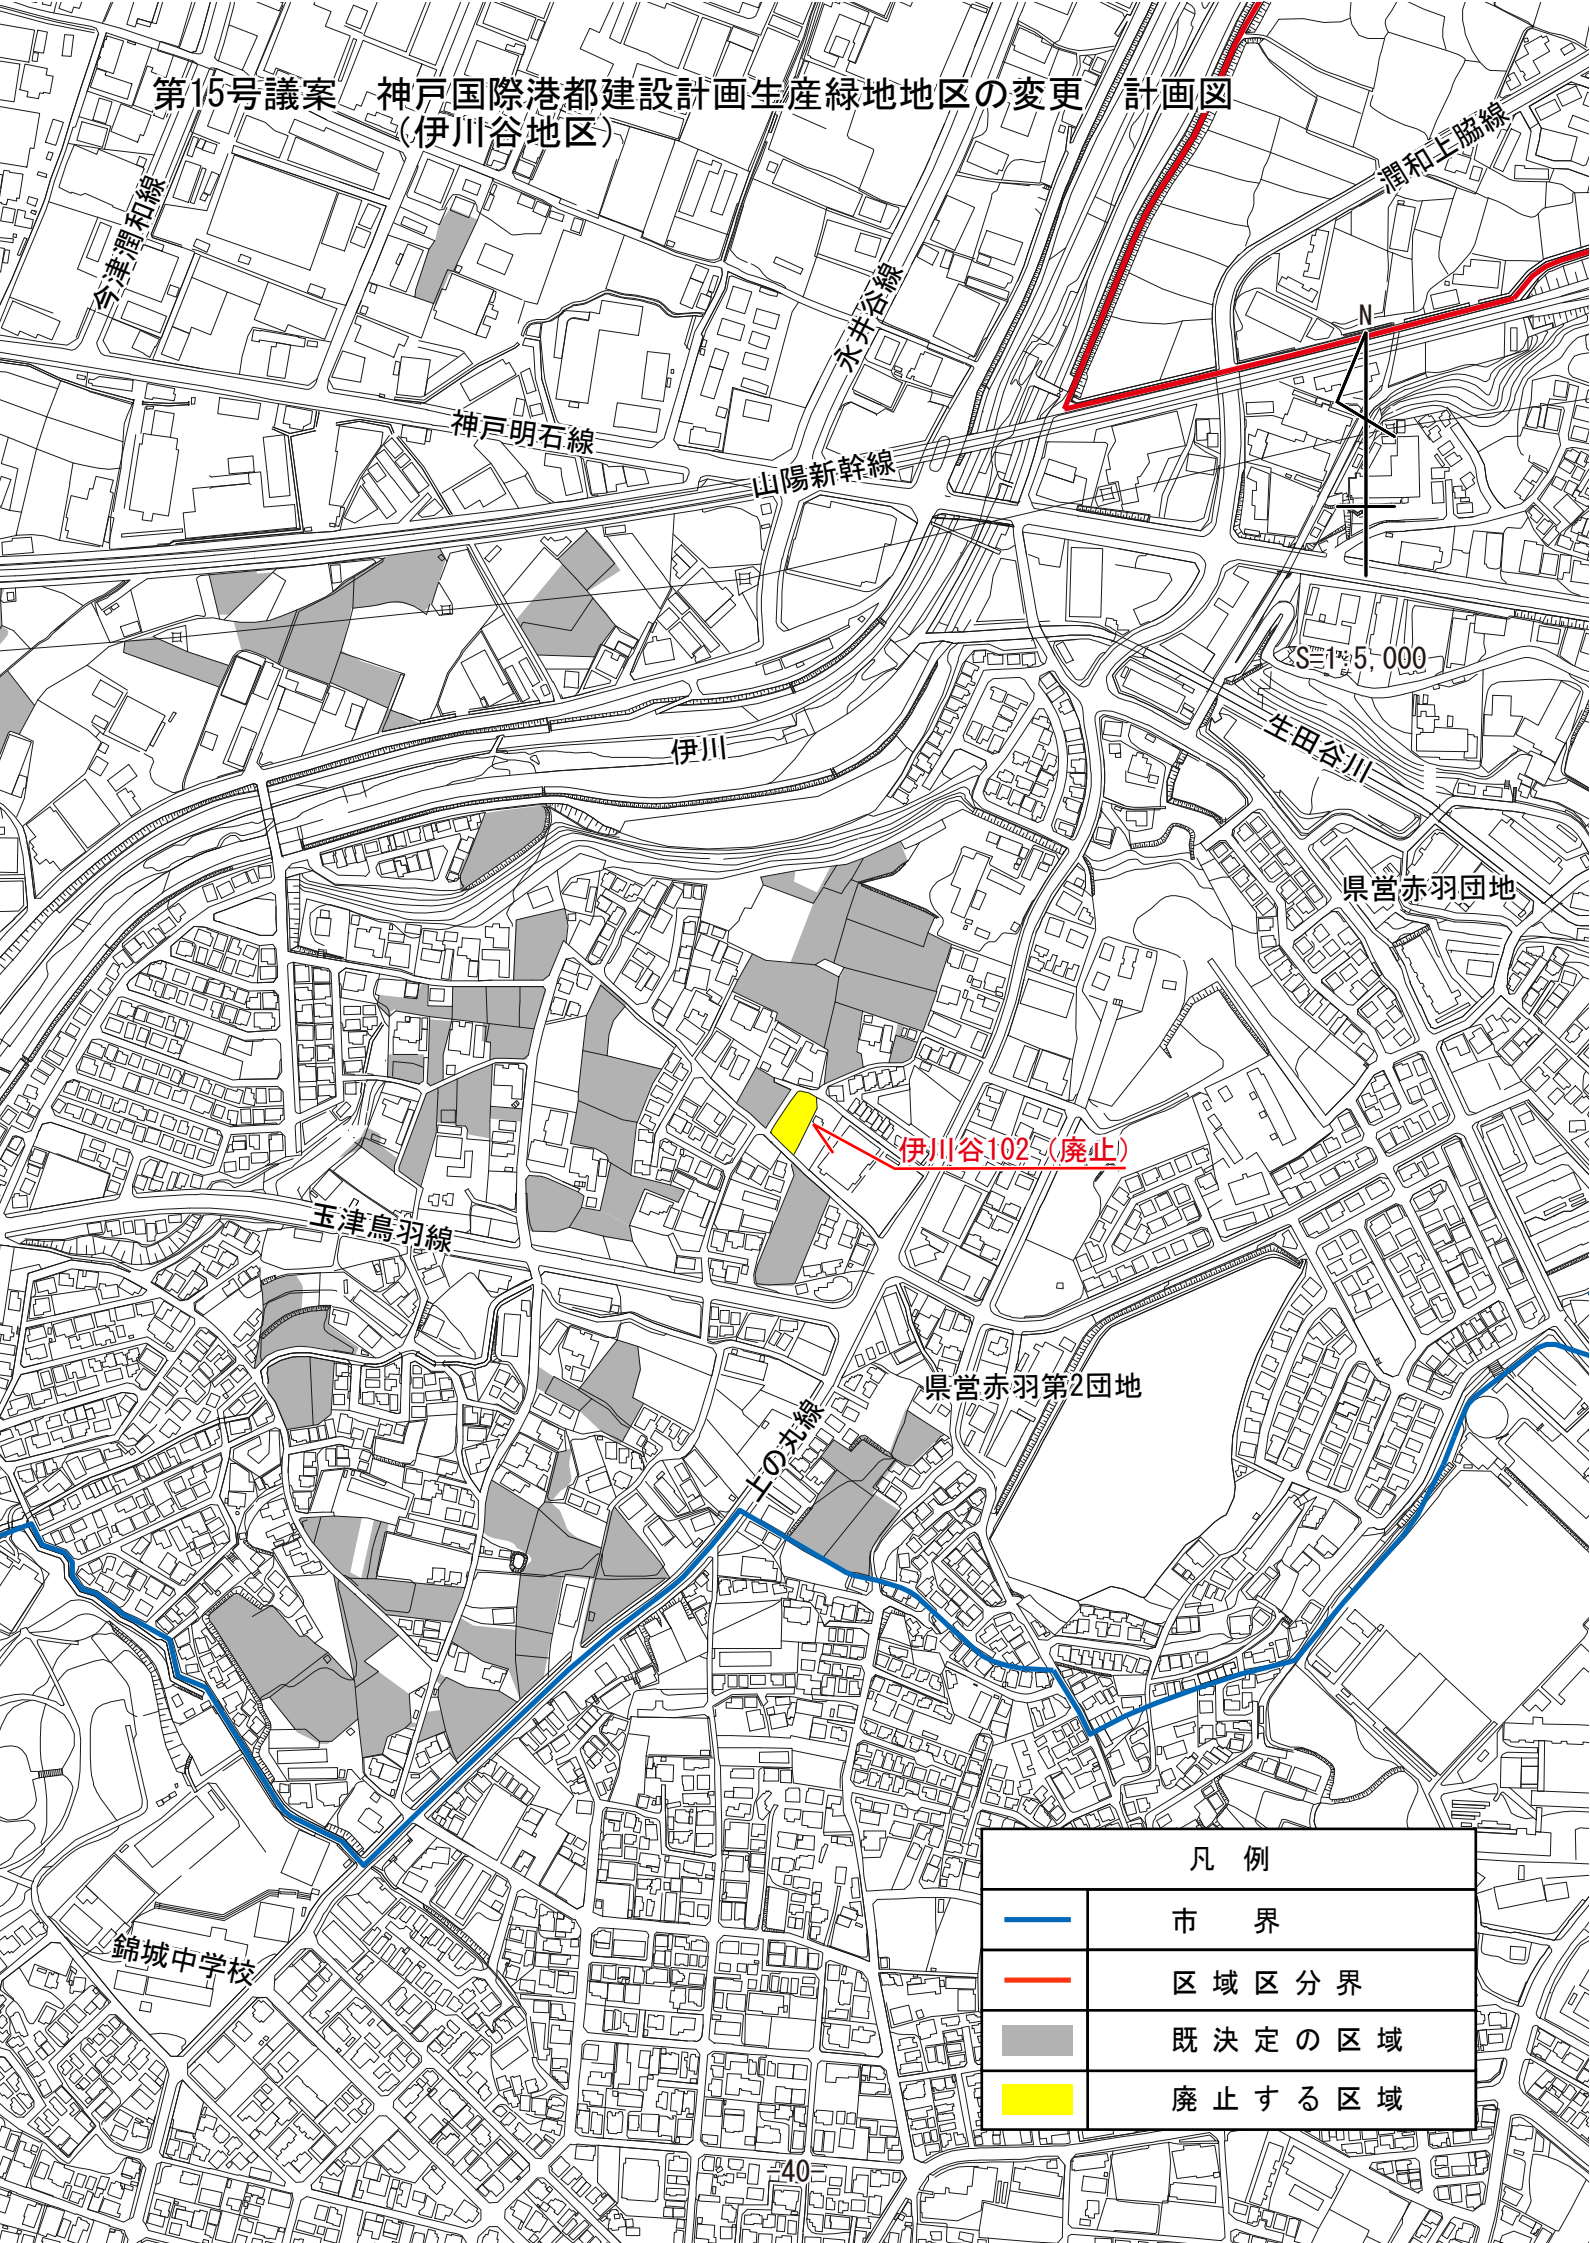 第15号議案　神戸国際港都建設計画生産緑地地区の変更　計画図
（伊川谷地区）
潤和上脇線
今津潤和線
永井谷線
N
神戸明石線
山陽新幹線
S=1:5,000
生田谷川
伊川
県営赤羽団地
伊川谷102（廃止）
玉津鳥羽線
県営赤羽第2団地
上の丸線
凡　例
市　界
区域区分界
錦城中学校
既決定の区域
廃止する区域
-40-